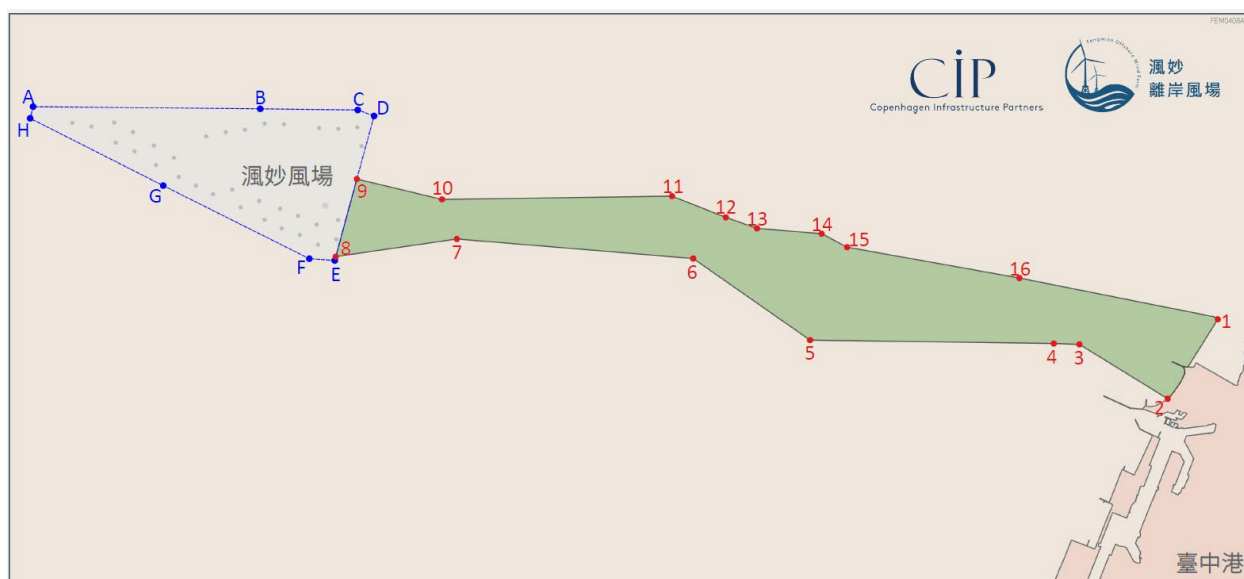 FEM0408A
CIP
Copenhagen Infrastructure Partners
Fengmiao Offshore Wind Farm
渢妙
離岸風場
A
B
C
D
H
渢妙風場
G
F
E
8
9
10
7
11
12
13
14
15
6
16
5
4
3
1
2
臺中港